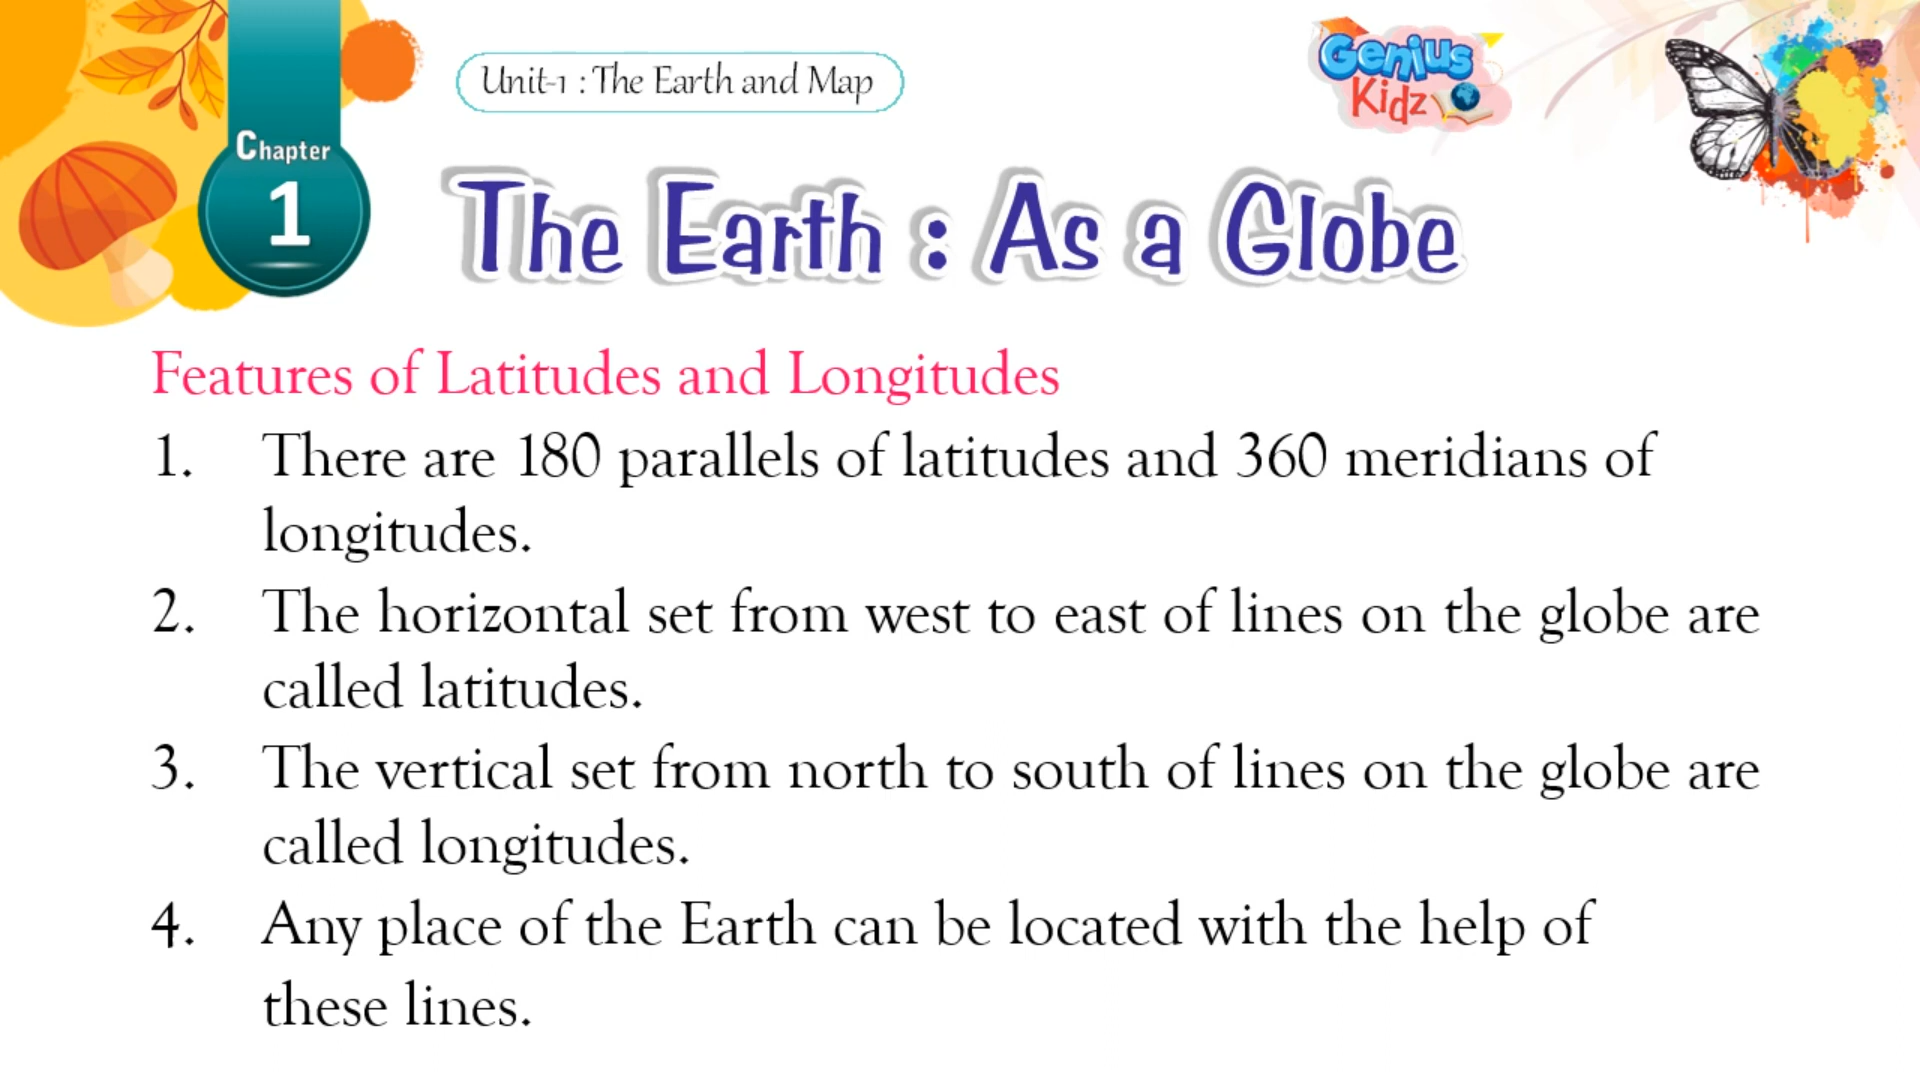 Unit-1 : The Earth and Map
Genius
Kidz
Chapter
1
The Earth : As a Globe
Features of Latitudes and Longitudes
1. There are 180 parallels of latitudes and 360 meridians of
longitudes.
2. The horizontal set from west to east of lines on the globe are
called latitudes.
3. The vertical set from north to south of lines on the globe are
called longitudes.
4. Any place of the Earth can be located with the help of
these lines.